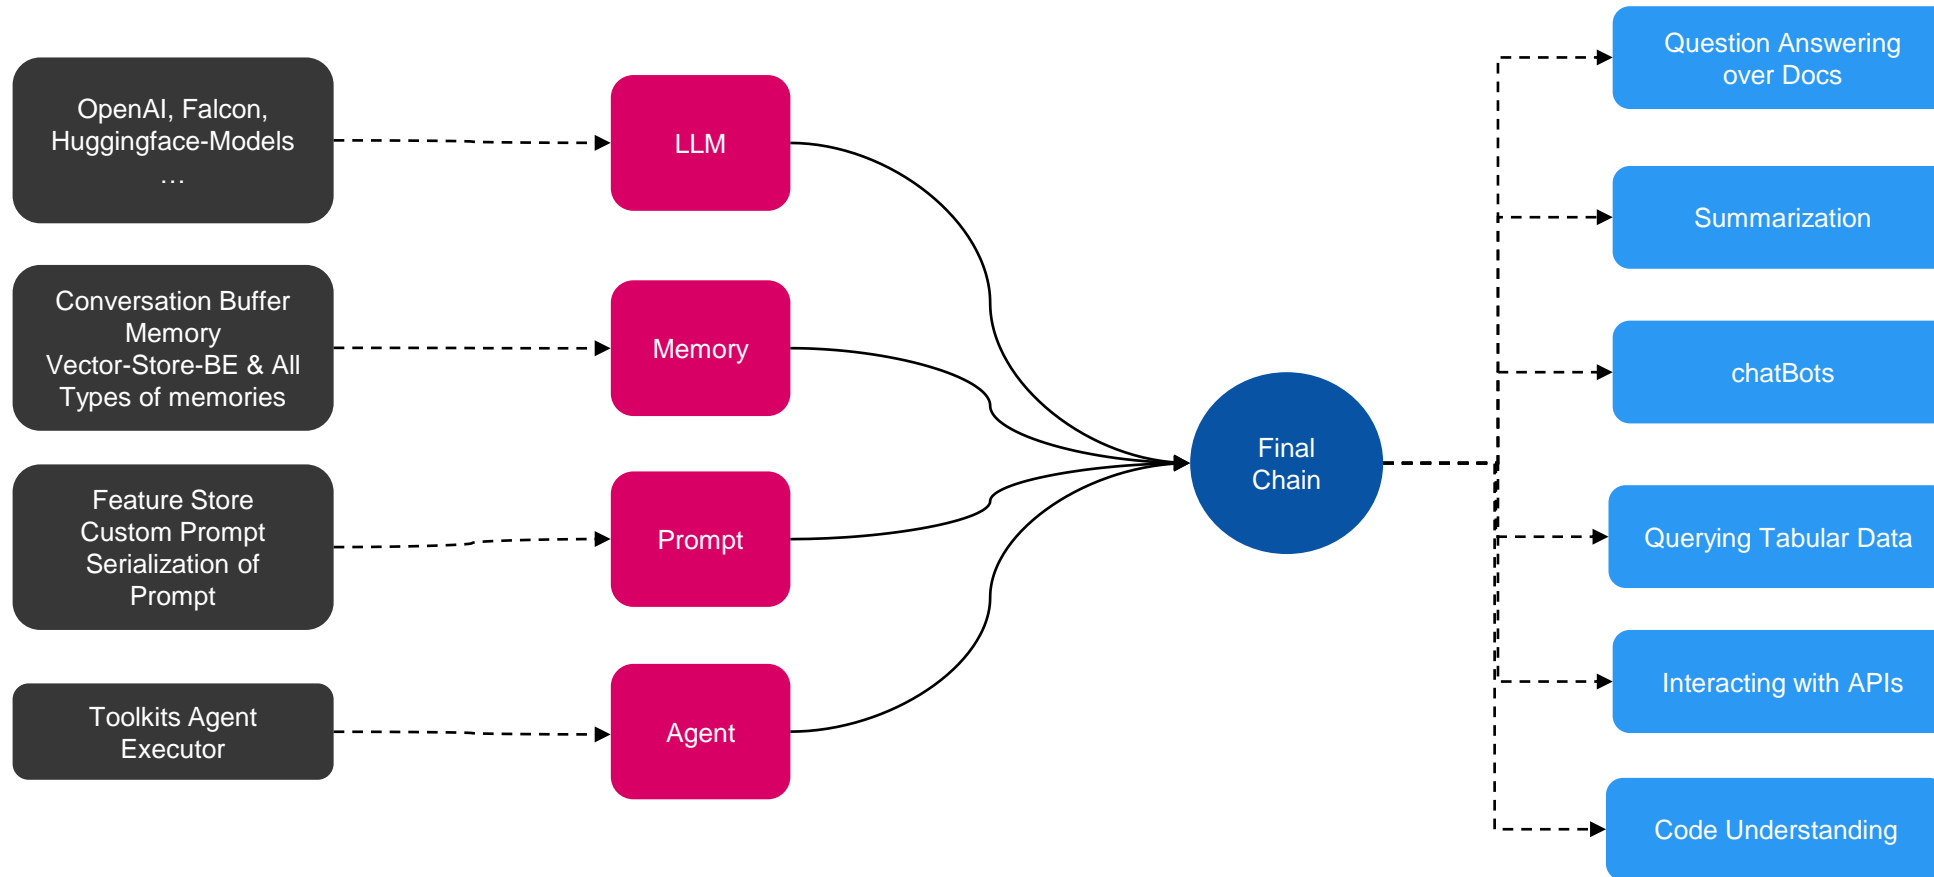 OpenAI, Falcon,
Huggingface-Models
…
LLM
Conversation Buffer
Memory
Vector-Store-BE & All
Types of memories
Memory
Feature Store
Custom Prompt
Serialization of
Prompt
Prompt
Toolkits Agent
Executor
Agent
Final
Chain
Question Answering
over Docs
Summarization
chatBots
Querying Tabular Data
Interacting with APIs
Code Understanding